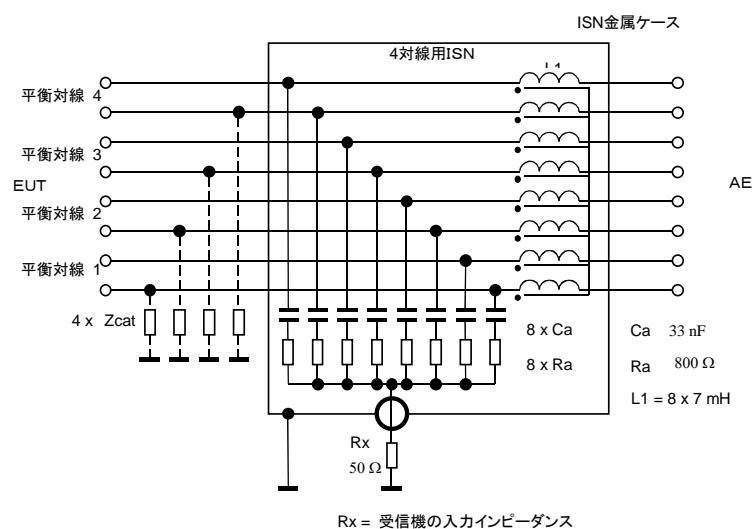 ISN金属ケース
4対線用ISN
平衡対線 4
平衡対線 3
EUT
AE
平衡対線 2
平衡対線 1
4 x Zcat
8 x Ca
Ca 33 nF
8 x Ra
Ra 800 Ω
L1 = 8 x 7 mH
Rx
50 Ω
Rx = 受信機の入力インピーダンス